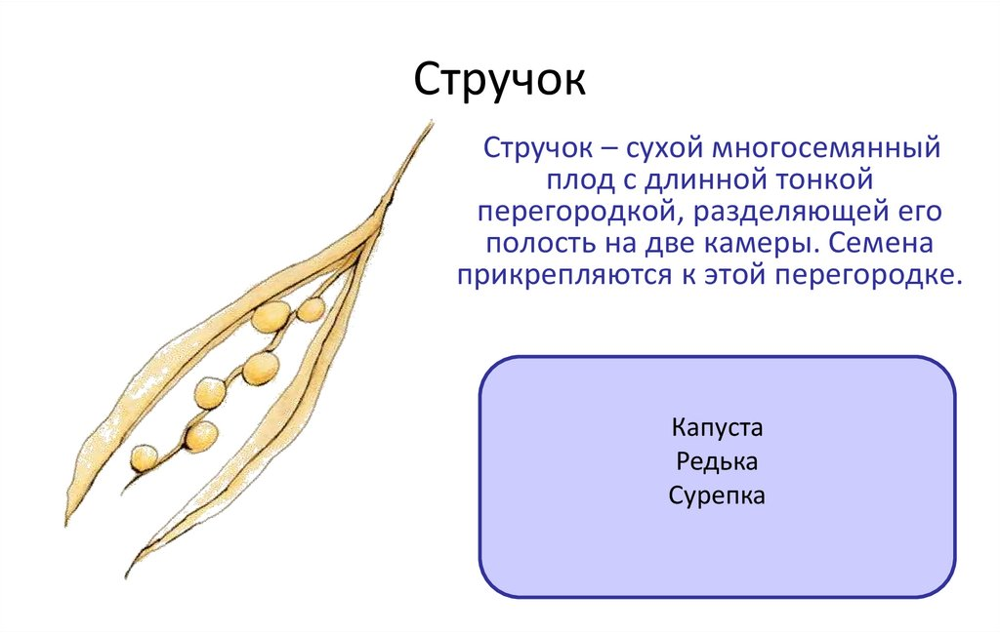 Стручок
Стручок – сухой многосемянный
плод с длинной тонкой
перегородкой, разделяющей его
полость на две камеры. Семена
прикрепляются к этой перегородке.
Капуста
Редька
Сурепка